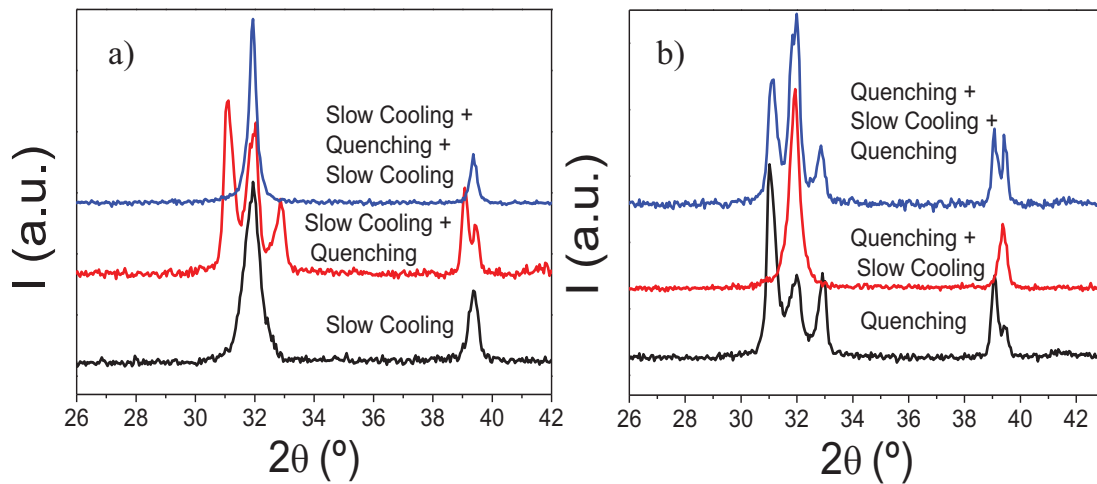 a)
I (a.u.)
Slow Cooling +
Quenching +
Slow Cooling
Slow Cooling +
Quenching
Slow Cooling
26 28 30 32 34 36 38 40 42
2θ (º)
b)
I (a.u.)
Quenching +
Slow Cooling +
Quenching
Quenching +
Slow Cooling
Quenching
26 28 30 32 34 36 38 40 42
2θ (º)